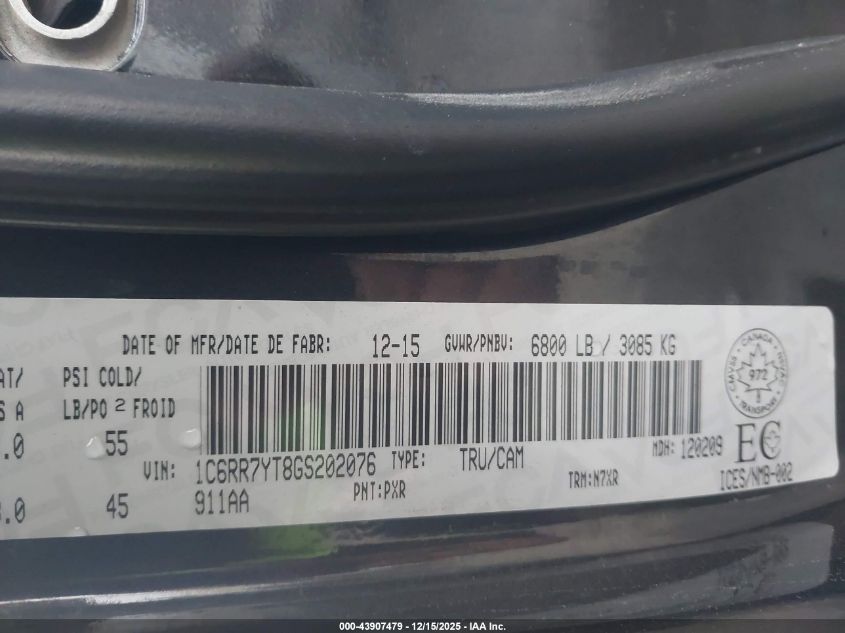 DATE OF MFR/DATE DE FABR: 12-15 GVWR/PNBV: 6800 LB / 3085 KG
AT/ PSI COLD/
S A LB/PO 2 FROID
.0 55
MDH: 120209
VIN: 1C6RR7YT8GS202076 TYPE: TRU/CAM
.0 45 911AA PNT:PXR TRM:N7XR
CANADA
972
TRANSPORT
EC
ICES/NMB-002
000-43907479 - 12/15/2025 - IAA Inc.